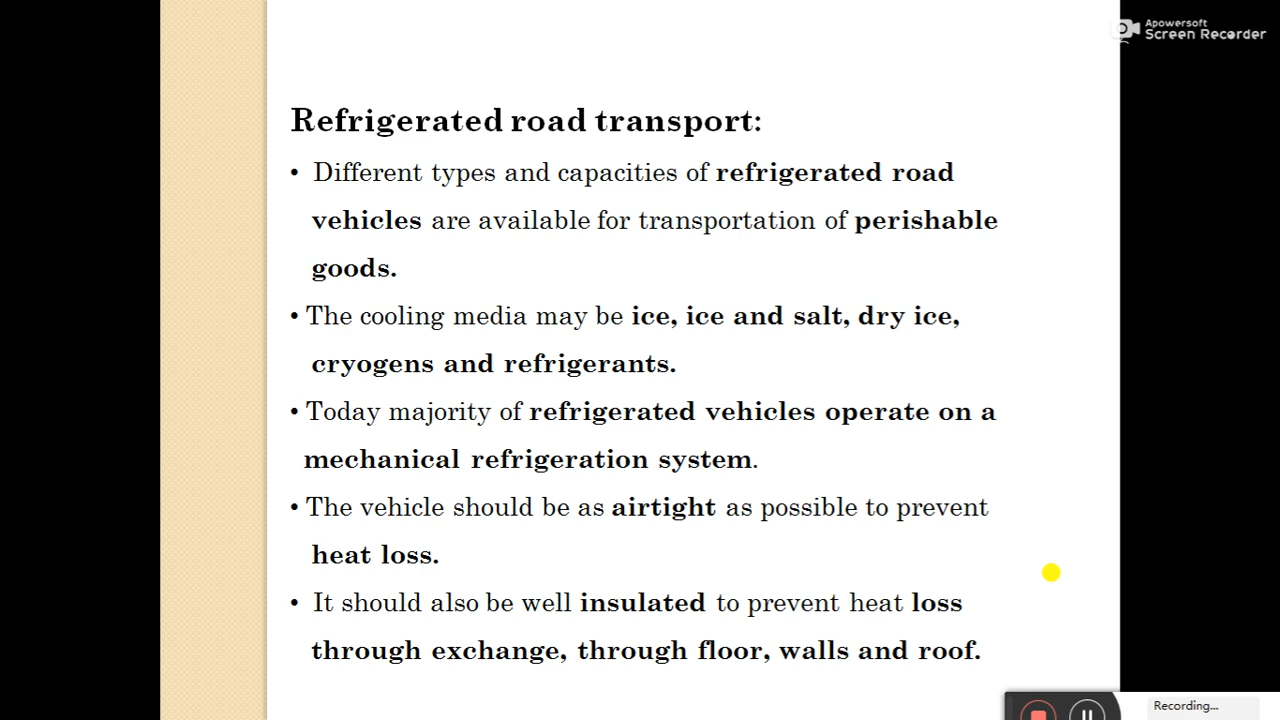 Apowersoft
Screen Recorder
Refrigerated road transport:
• Different types and capacities of refrigerated road
vehicles are available for transportation of perishable
goods.
• The cooling media may be ice, ice and salt, dry ice,
cryogens and refrigerants.
• Today majority of refrigerated vehicles operate on a
mechanical refrigeration system.
• The vehicle should be as airtight as possible to prevent
heat loss.
• It should also be well insulated to prevent heat loss
through exchange, through floor, walls and roof.
Recording...